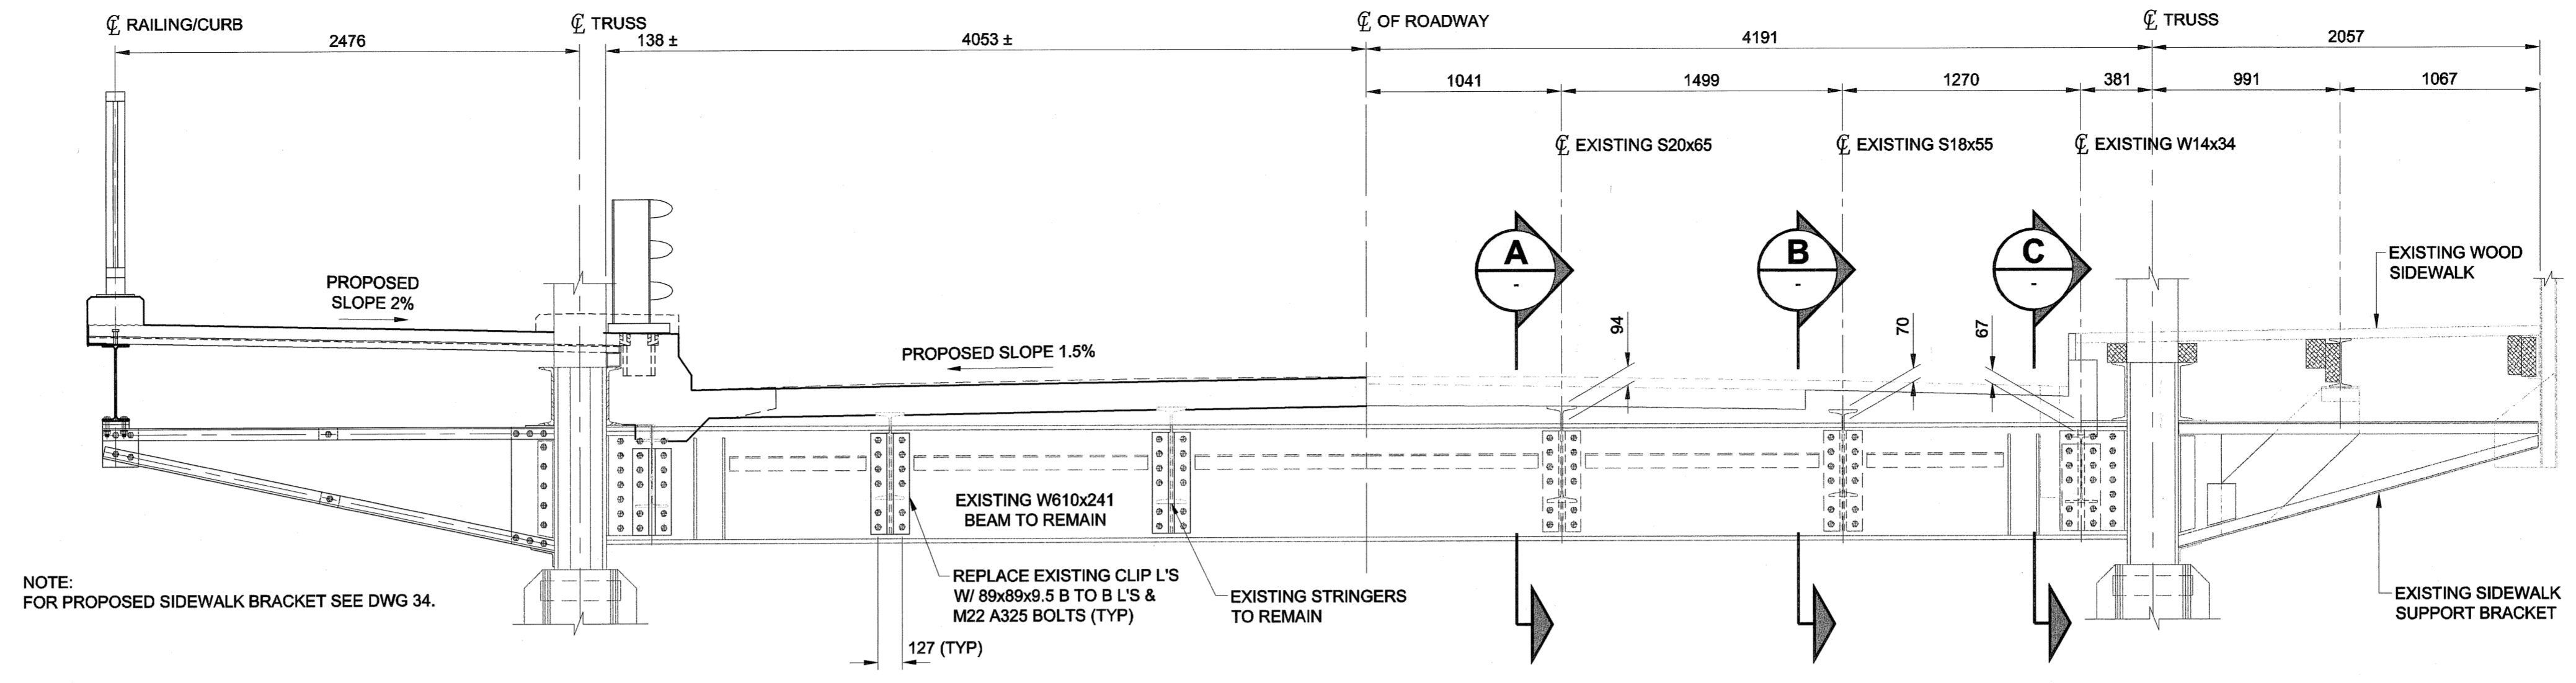 ℄ RAILING/CURB
℄ TRUSS
℄ OF ROADWAY
℄ TRUSS
2476
138 ±
4053 ±
4191
2057
1041
1499
1270
381
991
1067
℄ EXISTING S20x65
℄ EXISTING S18x55
℄ EXISTING W14x34
A
-
B
-
C
-
EXISTING WOOD
SIDEWALK
PROPOSED
SLOPE 2%
PROPOSED SLOPE 1.5%
94
70
67
EXISTING W610x241
BEAM TO REMAIN
REPLACE EXISTING CLIP L'S
W/ 89x89x9.5 B TO B L'S &
M22 A325 BOLTS (TYP)
EXISTING STRINGERS
TO REMAIN
127 (TYP)
EXISTING SIDEWALK
SUPPORT BRACKET
NOTE:
FOR PROPOSED SIDEWALK BRACKET SEE DWG 34.